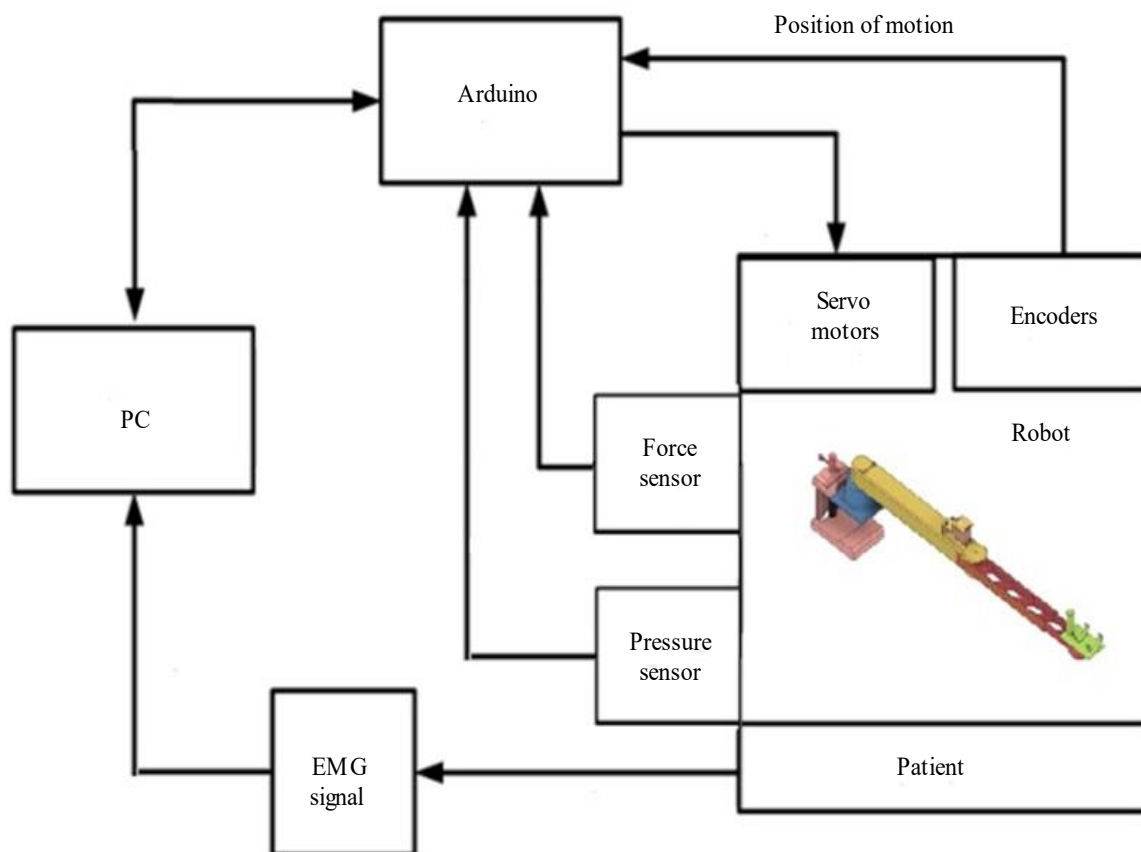 Position of motion
Arduino
Servo
motors
Encoders
PC
Force
sensor
Robot
Pressure
sensor
EMG
signal
Patient